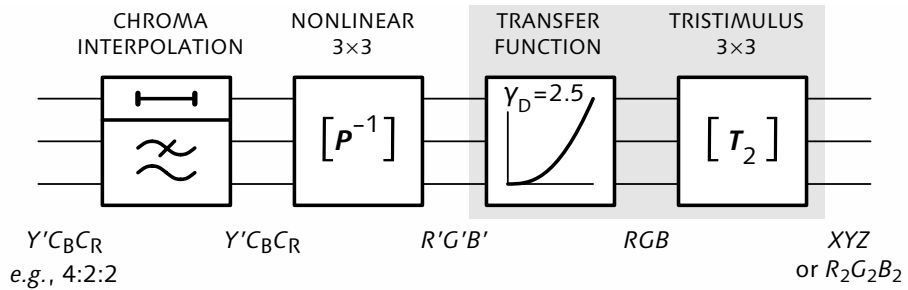 CHROMA
INTERPOLATION
NONLINEAR
3×3
TRANSFER
FUNCTION
TRISTIMULUS
3×3
[P⁻¹]
γD=2.5
[T₂]
Y'CBCR
e.g., 4:2:2
Y'CBCR
R'G'B'
RGB
XYZ
or R₂G₂B₂